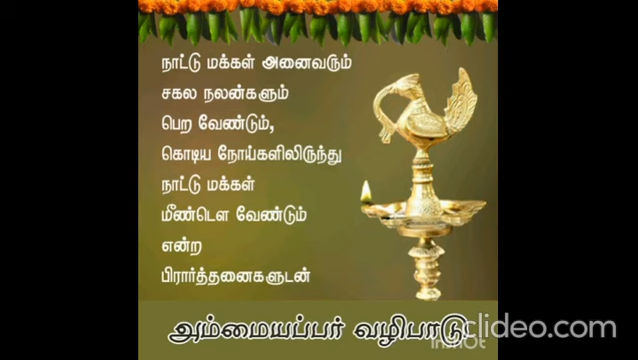 நாட்டு மக்கள் அனைவரும்
சகல நலன்களும்
பெற வேண்டும்,
கொடிய நோய்களிலிருந்து
நாட்டு மக்கள்
மீண்டௌ வேண்டும்
என்ற
பிரார்த்தனைகளுடன்
அம்மையப்பர் வழிபாடு
clideo.com
InShOt